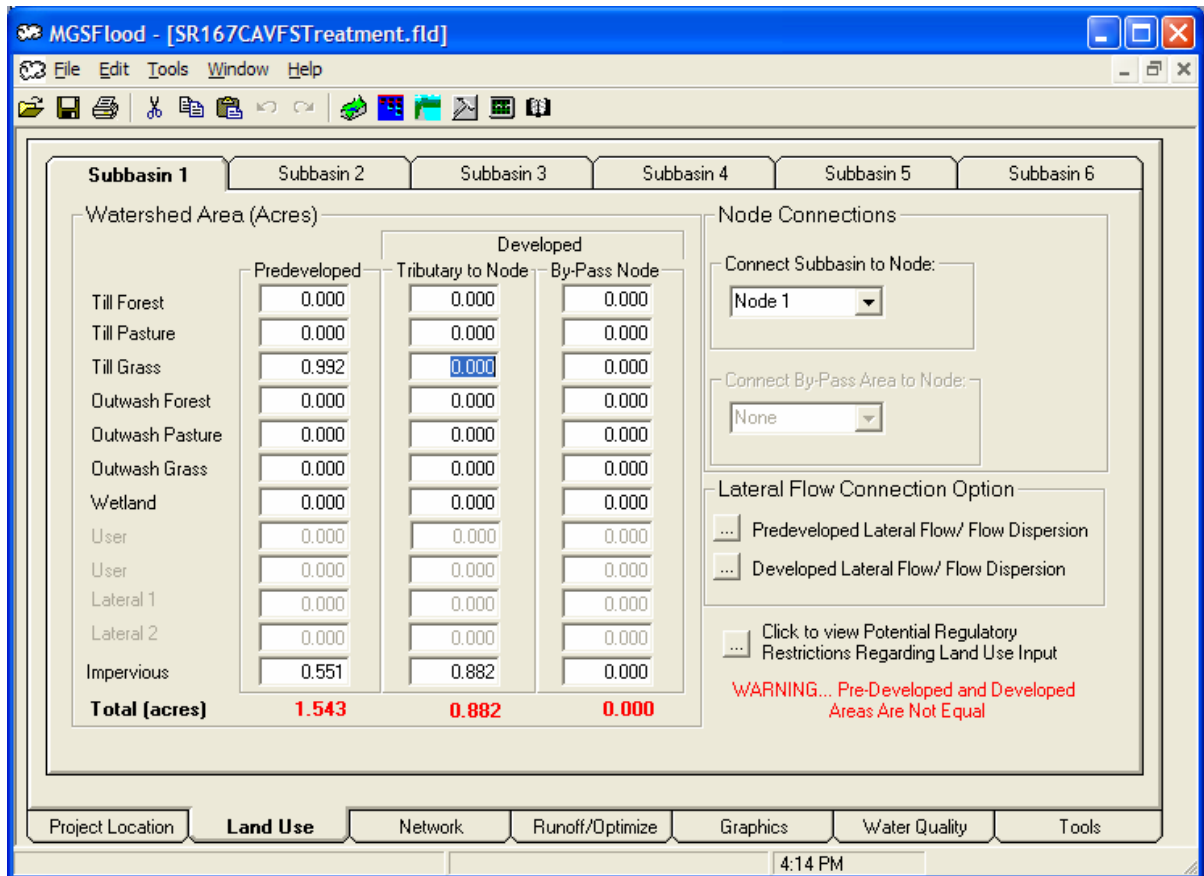 MGSFlood - [SR167CAVFSTreatment.fld]
File Edit Tools Window Help
Subbasin 1 Subbasin 2 Subbasin 3 Subbasin 4 Subbasin 5 Subbasin 6
Watershed Area (Acres)
Developed
Predeveloped Tributary to Node By-Pass Node
Till Forest 0.000 0.000 0.000
Till Pasture 0.000 0.000 0.000
Till Grass 0.992 0.000 0.000
Outwash Forest 0.000 0.000 0.000
Outwash Pasture 0.000 0.000 0.000
Outwash Grass 0.000 0.000 0.000
Wetland 0.000 0.000 0.000
User 0.000 0.000 0.000
User 0.000 0.000 0.000
Lateral 1 0.000 0.000 0.000
Lateral 2 0.000 0.000 0.000
Impervious 0.551 0.882 0.000
Total (acres) 1.543 0.882 0.000
Node Connections
Connect Subbasin to Node:
Node 1
Connect By-Pass Area to Node:
None
Lateral Flow Connection Option
... Predeveloped Lateral Flow/ Flow Dispersion
... Developed Lateral Flow/ Flow Dispersion
... Click to view Potential Regulatory
Restrictions Regarding Land Use Input
WARNING... Pre-Developed and Developed
Areas Are Not Equal
Project Location Land Use Network Runoff/Optimize Graphics Water Quality Tools
4:14 PM